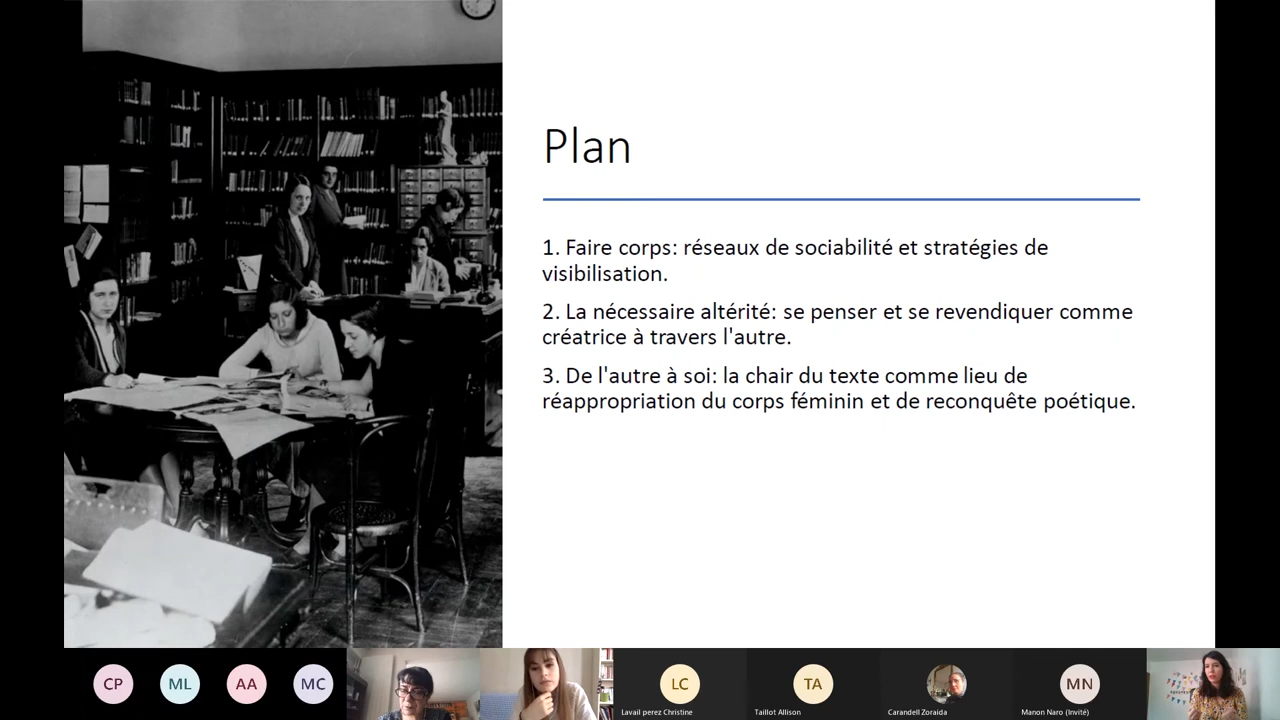 Plan
1. Faire corps: réseaux de sociabilité et stratégies de
visibilisation.
2. La nécessaire altérité: se penser et se revendiquer comme
créatrice à travers l'autre.
3. De l'autre à soi: la chair du texte comme lieu de
réappropriation du corps féminin et de reconquête poétique.
CP
ML
AA
MC
LC
TA
MN
Lavail perez Christine
Taillot Allison
Carandell Zoraida
Manon Naro (Invité)